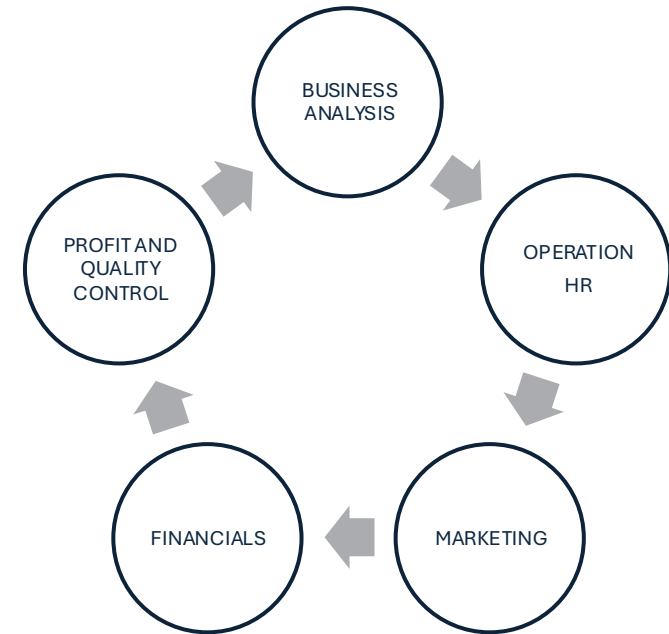 BUSINESS
ANALYSIS
OPERATION
HR
MARKETING
FINANCIALS
PROFIT AND
QUALITY
CONTROL